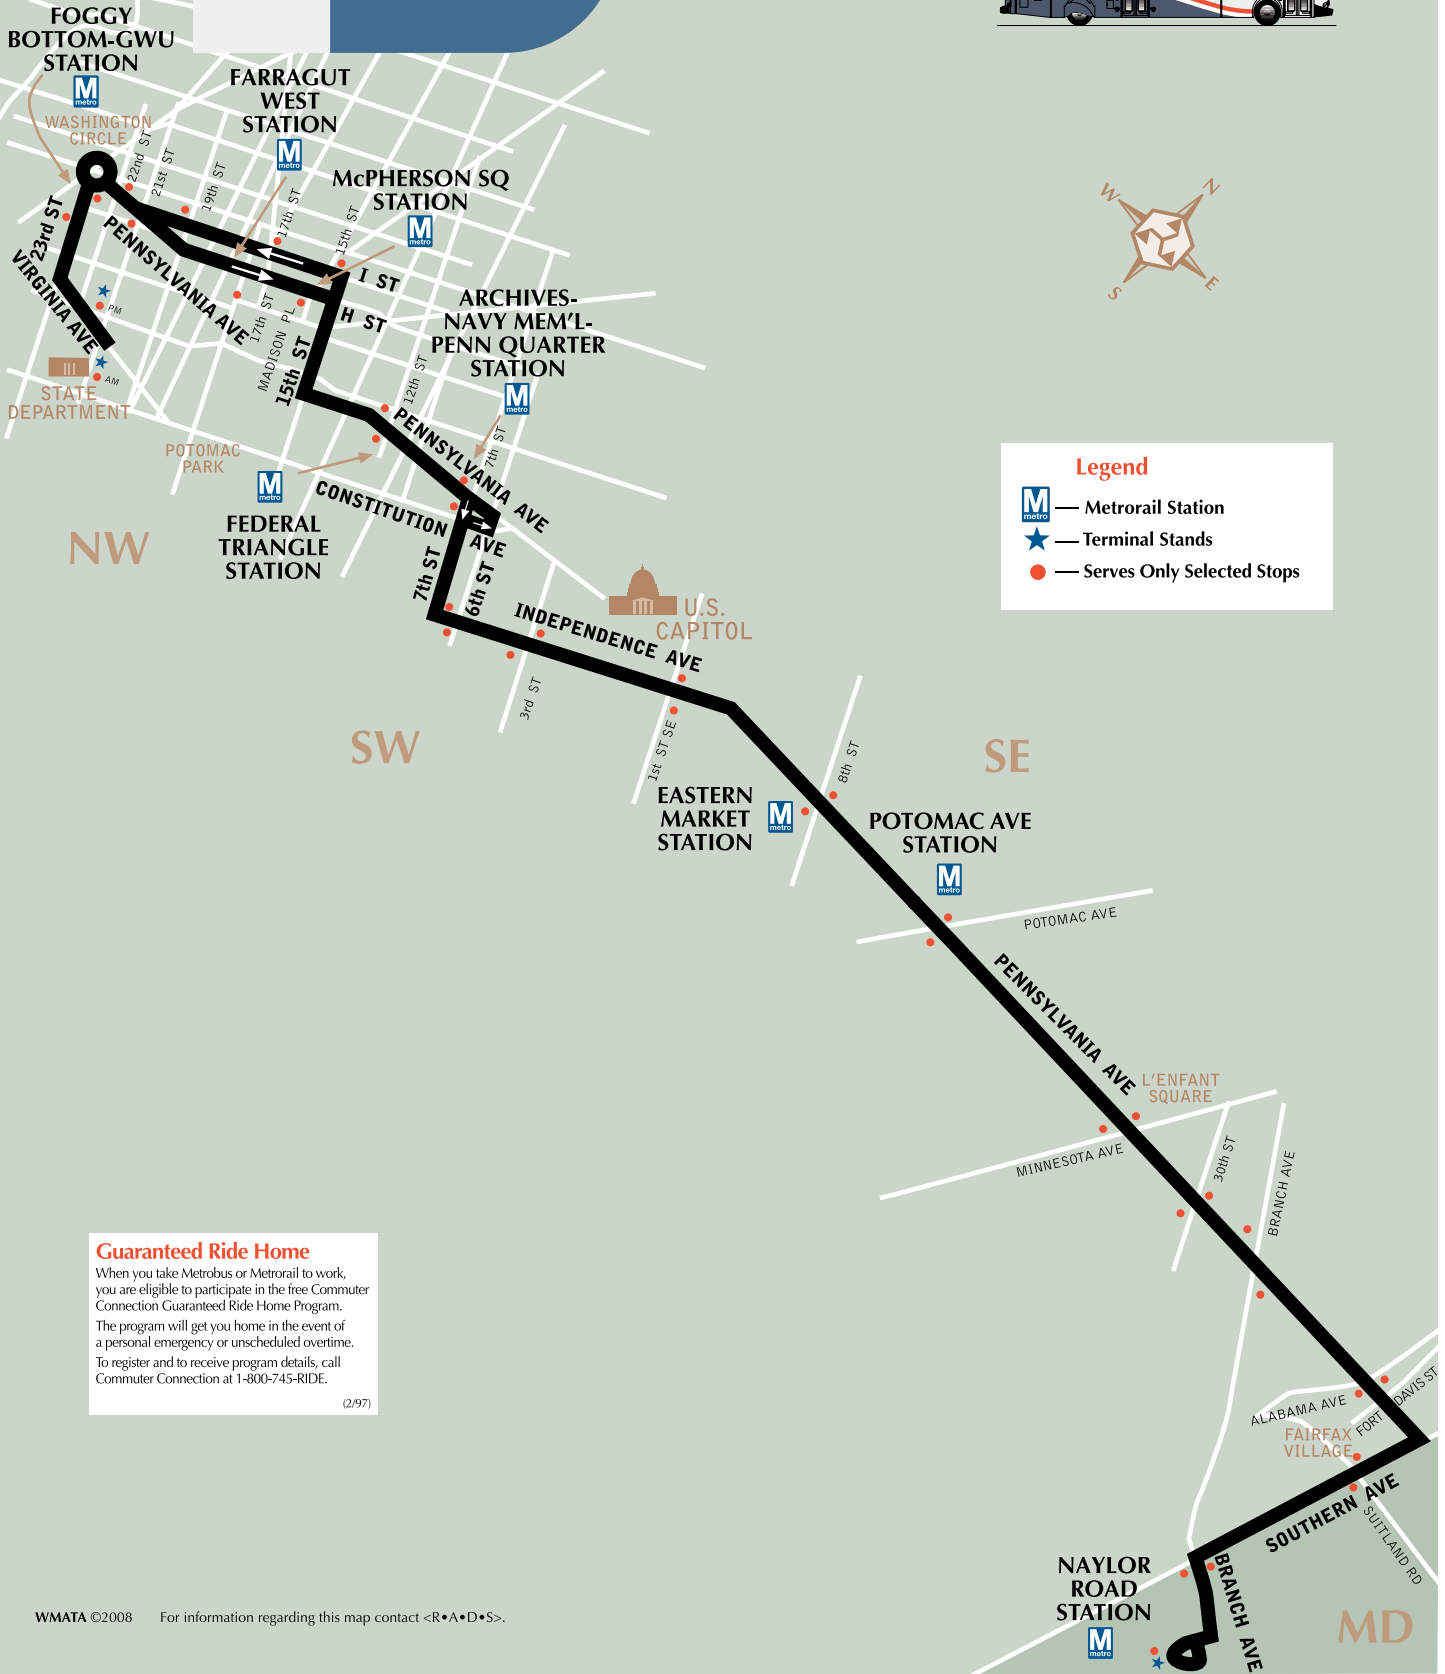 FOGGY
BOTTOM-GWU
STATION
M
metro
WASHINGTON
CIRCLE
FARRAGUT
WEST
STATION
M
metro
McPHERSON SQ
STATION
M
metro
22nd ST
21st ST
19th ST
17th ST
15th ST
23rd ST
VIRGINIA AVE
PENNSYLVANIA AVE
I ST
H ST
PM
AM
17th ST
MADISON PL
15th ST
STATE
DEPARTMENT
ARCHIVES-
NAVY MEM'L-
PENN QUARTER
STATION
M
metro
12th ST
PENNSYLVANIA AVE
7th ST
POTOMAC
PARK
M
metro
FEDERAL
TRIANGLE
STATION
CONSTITUTION AVE
7th ST
6th ST
NW
W
N
S
E
Legend
M
metro
Metrorail Station
Terminal Stands
Serves Only Selected Stops
U.S.
CAPITOL
INDEPENDENCE AVE
3rd ST
1st ST SE
SW
SE
8th ST
EASTERN
MARKET
STATION
M
metro
POTOMAC AVE
STATION
M
metro
POTOMAC AVE
PENNSYLVANIA AVE
L'ENFANT
SQUARE
MINNESOTA AVE
30th ST
BRANCH AVE
Guaranteed Ride Home
When you take Metrobus or Metrorail to work,
you are eligible to participate in the free Commuter
Connection Guaranteed Ride Home Program.
The program will get you home in the event of
a personal emergency or unscheduled overtime.
To register and to receive program details, call
Commuter Connection at 1-800-745-RIDE.
(2/97)
ALABAMA AVE
FORT DAVIS ST
FAIRFAX
VILLAGE
SOUTHERN AVE
SUITLAND RD
NAYLOR
ROAD
STATION
M
metro
BRANCH AVE
MD
WMATA ©2008 For information regarding this map contact <R•A•D•S>.